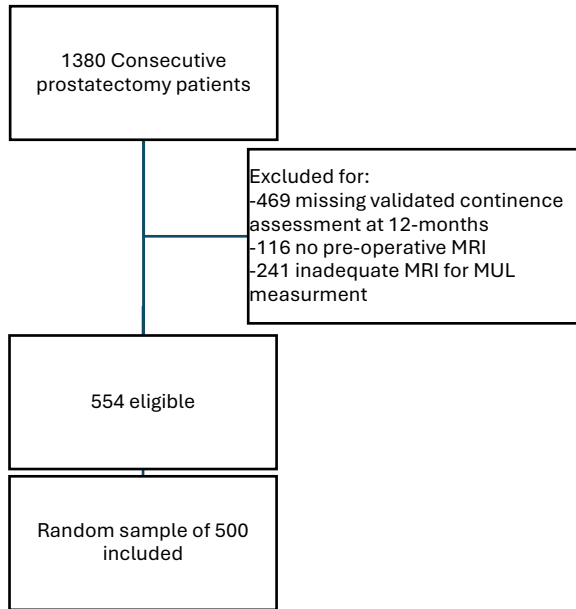 1380 Consecutive
prostatectomy patients
Excluded for:
-469 missing validated continence
assessment at 12-months
-116 no pre-operative MRI
-241 inadequate MRI for MUL
measurment
554 eligible
Random sample of 500
included